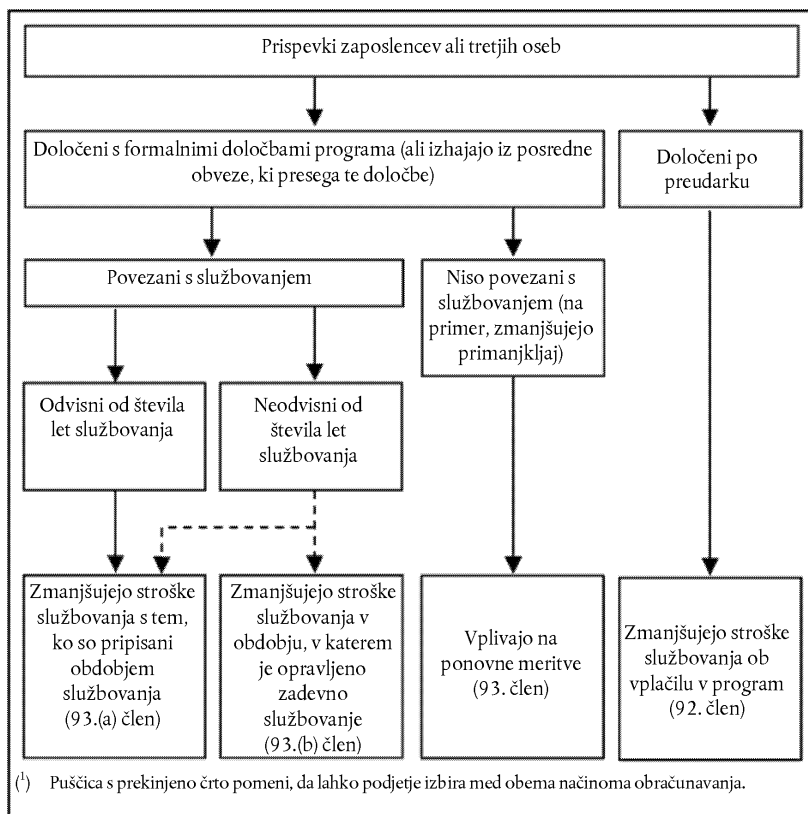 Prispevki zaposlencev ali tretjih oseb
Določeni s formalnimi določbami programa (ali izhajajo iz posredne
obveze, ki presega te določbe)
Določeni po
preudarku
Povezani s službovanjem
Niso povezani s
službovanjem (na
primer, zmanjšujejo
primanjkljaj)
Odvisni od števila
let službovanja
Neodvisni od
števila let
službovanja
Zmanjšujejo stroške
službovanja s tem,
ko so pripisani
obdobjem
službovanja
(93.(a) člen)
Zmanjšujejo stroške
službovanja v
obdobju, v katerem
je opravljeno
zadevno
službovanje
(93.(b) člen)
Vplivajo na
ponovne meritve
(93. člen)
Zmanjšujejo stroške
službovanja ob
vplačilu v program
(92. člen)
(1) Puščica s prekinjeno črto pomeni, da lahko podjetje izbira med obema načinoma obračunavanja.